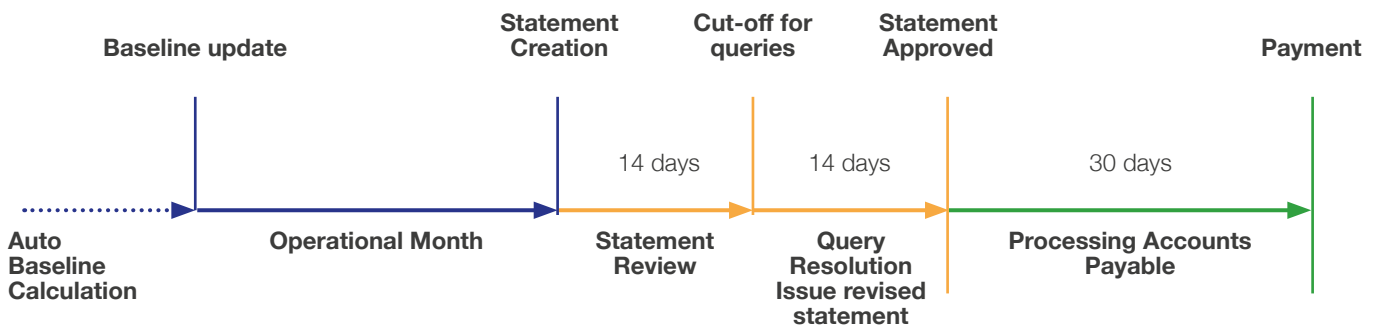 Baseline update
Statement
Creation
Cut-off for
queries
Statement
Approved
Payment
14 days
14 days
30 days
Auto
Baseline
Calculation
Operational Month
Statement
Review
Query
Resolution
Issue revised
statement
Processing Accounts
Payable